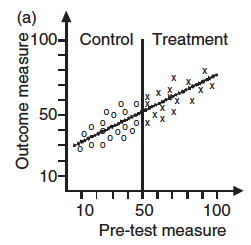 (a)
Outcome measure
100
50
10
Control
Treatment
10
50
100
Pre-test measure